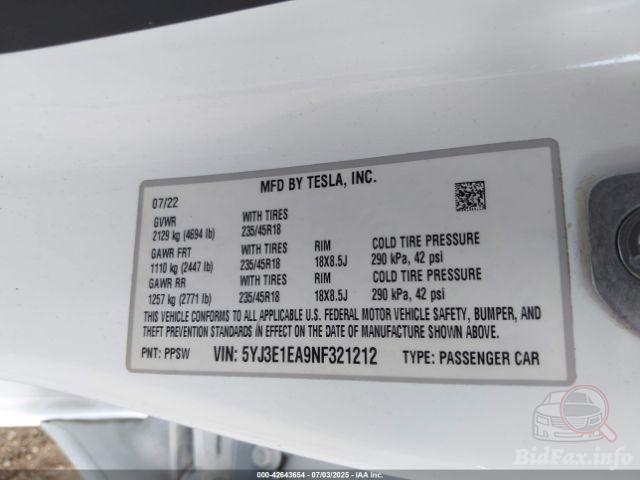 MFD BY TESLA, INC.
07/22
GVWR WITH TIRES
2129 kg (4694 lb) 235/45R18
GAWR FRT WITH TIRES RIM COLD TIRE PRESSURE
1110 kg (2447 lb) 235/45R18 18X8.5J 290 kPa, 42 psi
GAWR RR WITH TIRES RIM COLD TIRE PRESSURE
1257 kg (2771 lb) 235/45R18 18X8.5J 290 kPa, 42 psi
THIS VEHICLE CONFORMS TO ALL APPLICABLE U.S. FEDERAL MOTOR VEHICLE SAFETY, BUMPER, AND
THEFT PREVENTION STANDARDS IN EFFECT ON THE DATE OF MANUFACTURE SHOWN ABOVE.
PNT: PPSW VIN: 5YJ3E1EA9NF321212 TYPE: PASSENGER CAR
BidFax.info
000-42643654 - 07/03/2025 - IAA Inc.